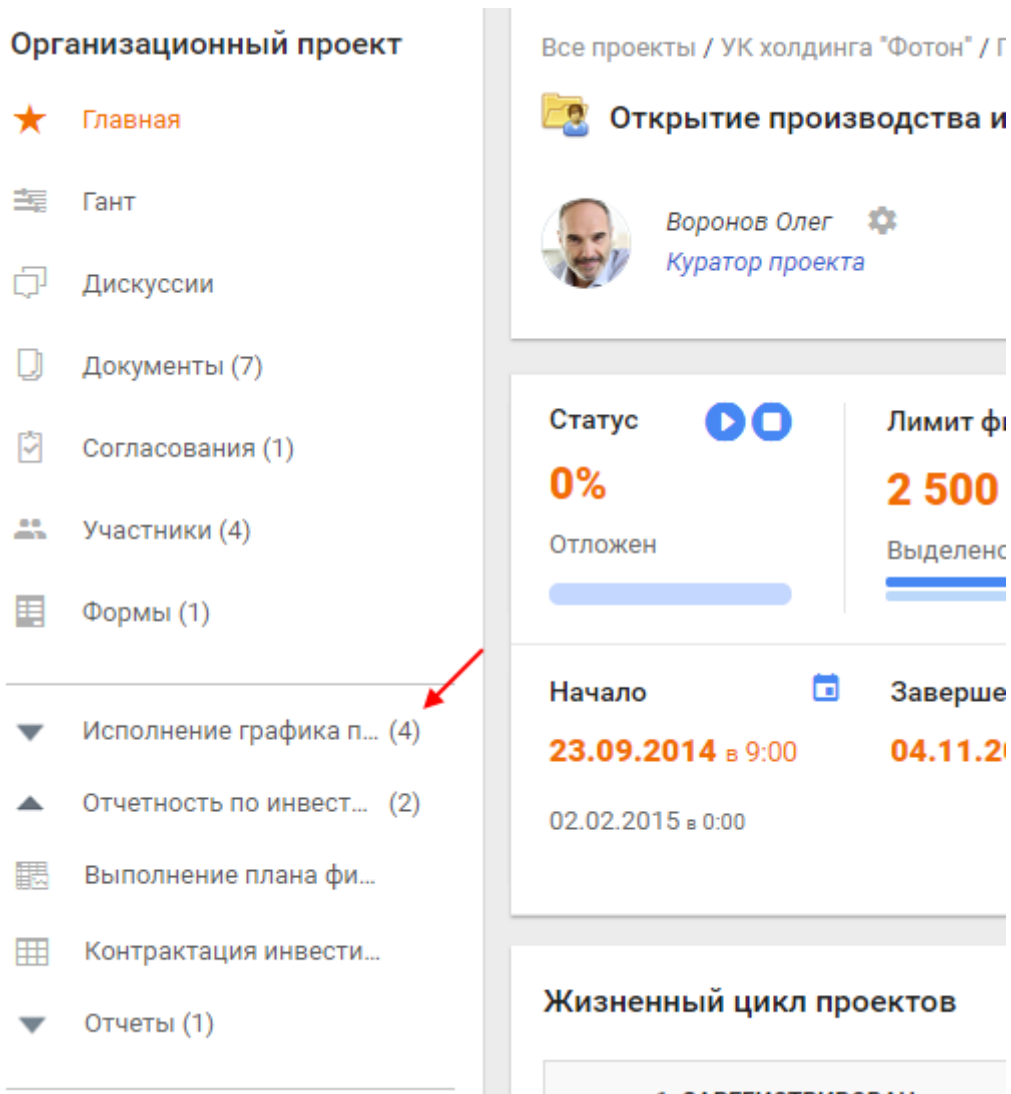 Организационный проект
Главная
Гант
Дискуссии
Документы (7)
Согласования (1)
Участники (4)
Формы (1)
Исполнение графика п... (4)
Отчетность по инвест... (2)
Выполнение плана фи...
Контрактация инвести...
Отчеты (1)
Все проекты / УК холдинга "Фотон" /
Открытие производства и
Воронов Олег
Куратор проекта
Статус
0%
Отложен
Лимит
2 500
Выделено
Начало
23.09.2014 в 9:00
02.02.2015 в 0:00
Заверше
04.11.20
Жизненный цикл проектов